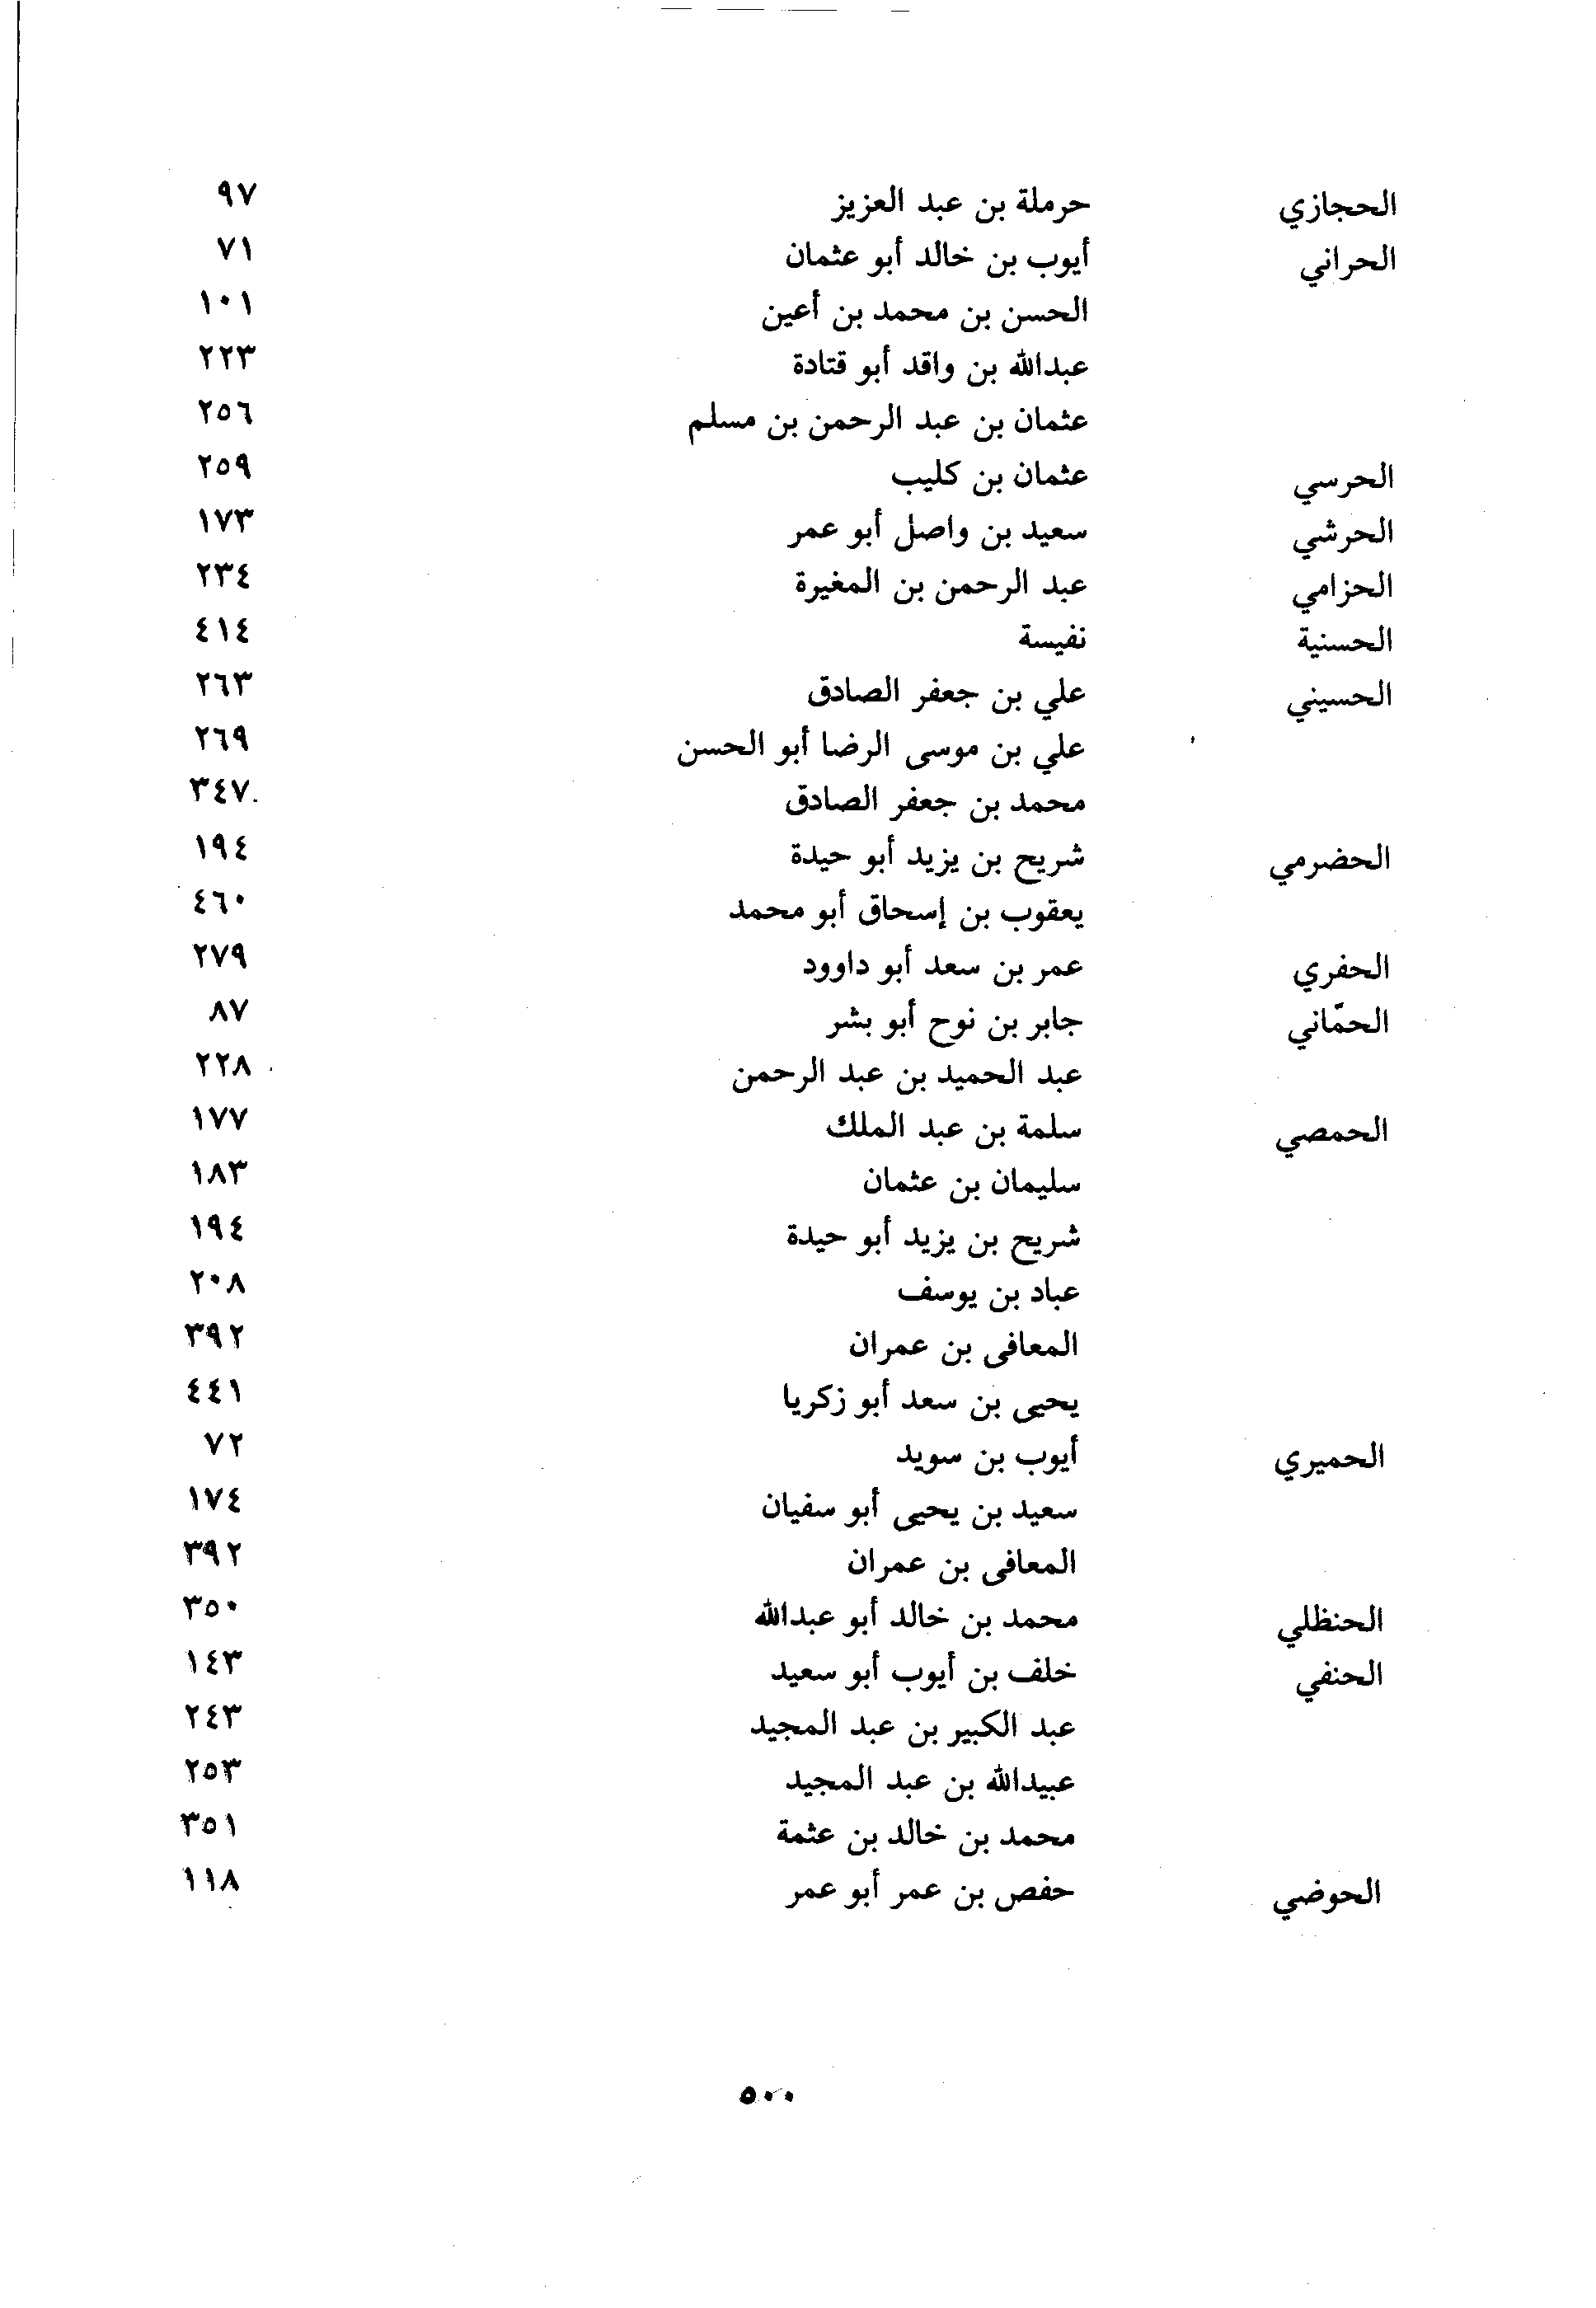 الحجازي حرملة بن عبد العزيز ٩٧
الحراني أيوب بن خالد أبو عثمان ٧١
الحسن بن محمد بن أعين ١٠١
عبدالله بن واقد أبو قتادة ٢٢٣
عثمان بن عبد الرحمن بن مسلم ٢٥٦
الحرسي عثمان بن كليب ٢٥٩
الحرشي سعيد بن واصل أبو عمر ١٧٣
الحزامي عبد الرحمن بن المغيرة ٢٣٤
الحسنية نفيسة ٤١٤
الحسيني علي بن جعفر الصادق ٢٦٣
علي بن موسى الرضا أبو الحسن ٢٦٩
محمد بن جعفر الصادق ٣٤٧
الحضرمي شريح بن يزيد أبو حيدة ١٩٤
يعقوب بن إسحاق أبو محمد ٤٦٠
الحفري عمر بن سعد أبو داوود ٢٧٩
الحمّاني جابر بن نوح أبو بشر ٨٧
عبد الحميد بن عبد الرحمن ٢٢٨
الحمصي سلمة بن عبد الملك ١٧٧
سليمان بن عثمان ١٨٣
شريح بن يزيد أبو حيدة ١٩٤
عباد بن يوسف ٢٠٨
المعافى بن عمران ٣٩٢
يحيى بن سعد أبو زكريا ٤٤١
الحميري أيوب بن سويد ٧٢
سعيد بن يحيى أبو سفيان ١٧٤
المعافى بن عمران ٣٩٢
الحنظلي محمد بن خالد أبو عبدالله ٣٥٠
الحنفي خلف بن أيوب أبو سعيد ١٤٣
عبد الكبير بن عبد المجيد ٢٤٣
عبيدالله بن عبد المجيد ٢٥٣
محمد بن خالد بن عثمة ٣٥١
الحوضي حفص بن عمر أبو عمر ١١٨
٥٠٠